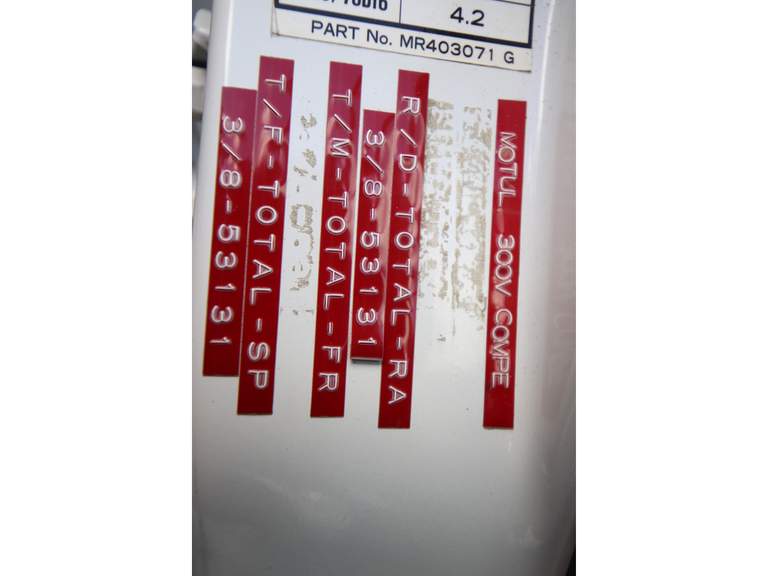 4.2
PART No. MR403071 G
MOTUL 300V COMPE
R/D-TOTAL-RA
3/8-53131
T/M-TOTAL-FR
T/F-TOTAL-SP
3/8-53131